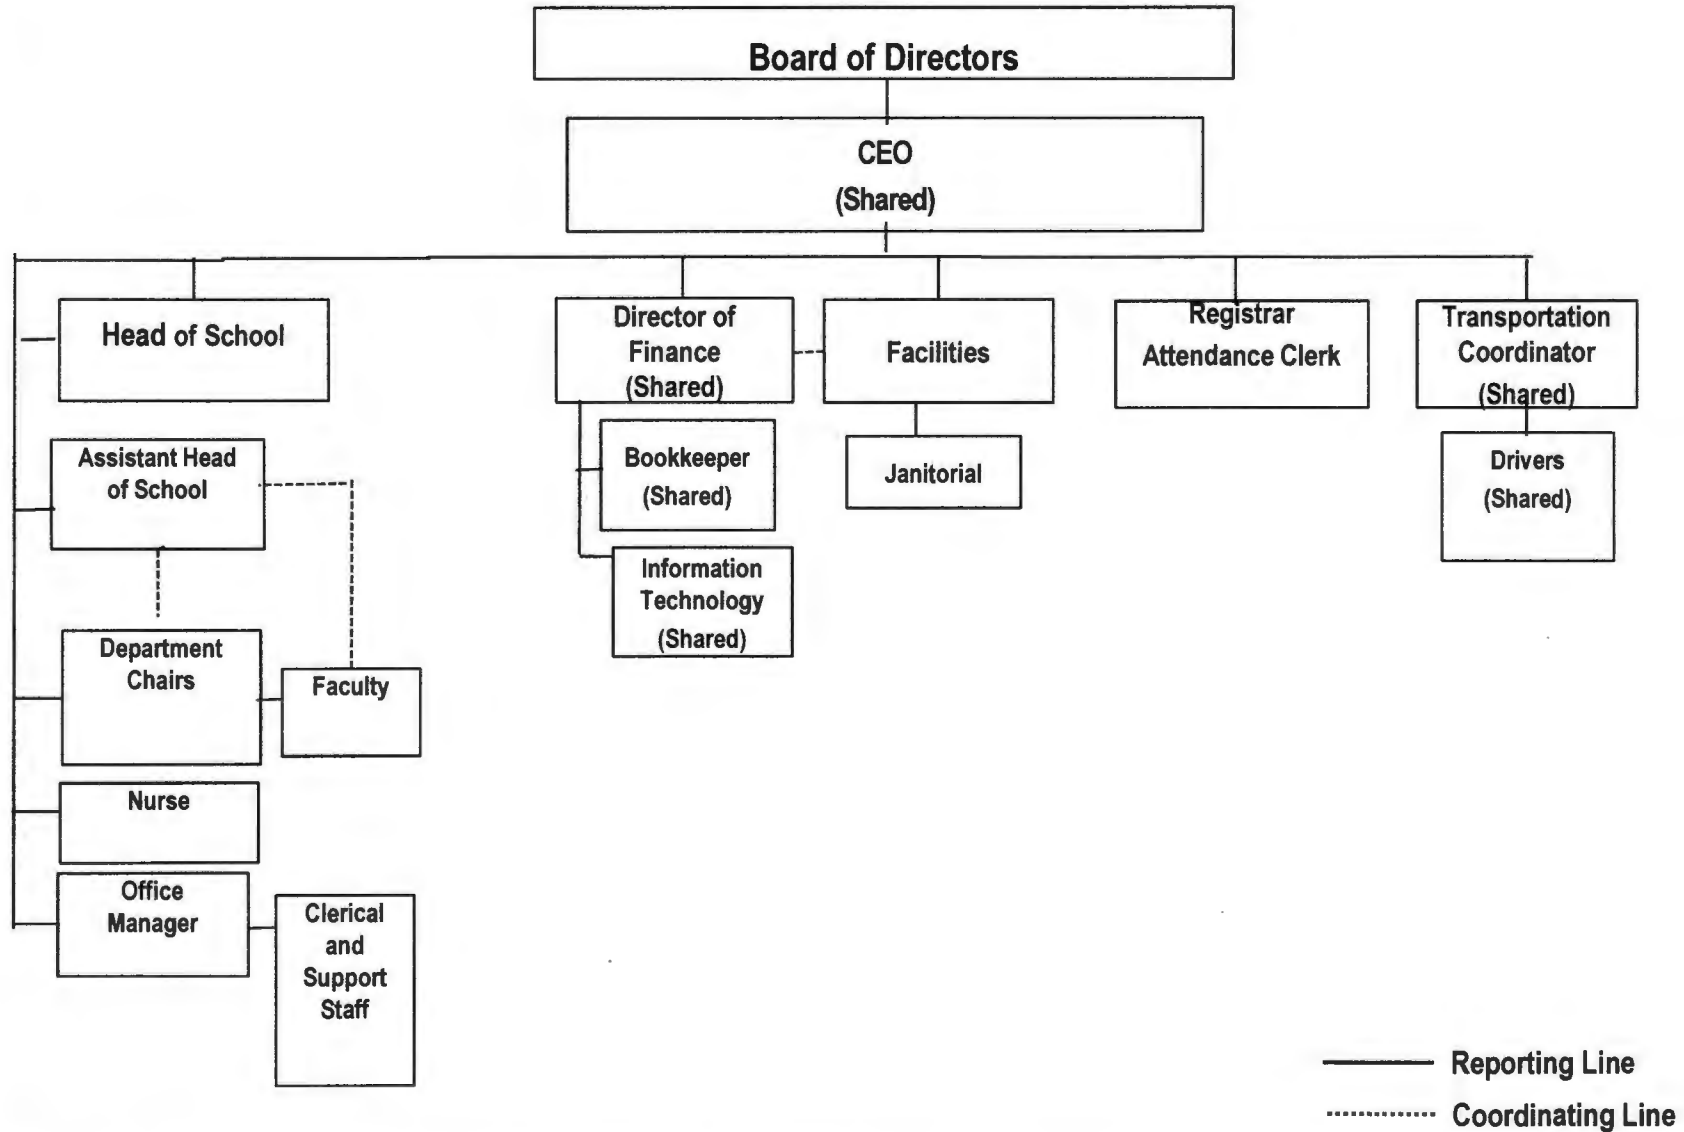 Board of Directors
CEO
(Shared)
Head of School
Director of
Finance
(Shared)
Facilities
Registrar
Attendance Clerk
Transportation
Coordinator
(Shared)
Assistant Head
of School
Bookkeeper
(Shared)
Janitorial
Drivers
(Shared)
Information
Technology
(Shared)
Department
Chairs
Faculty
Nurse
Office
Manager
Clerical
and
Support
Staff
Reporting Line
Coordinating Line